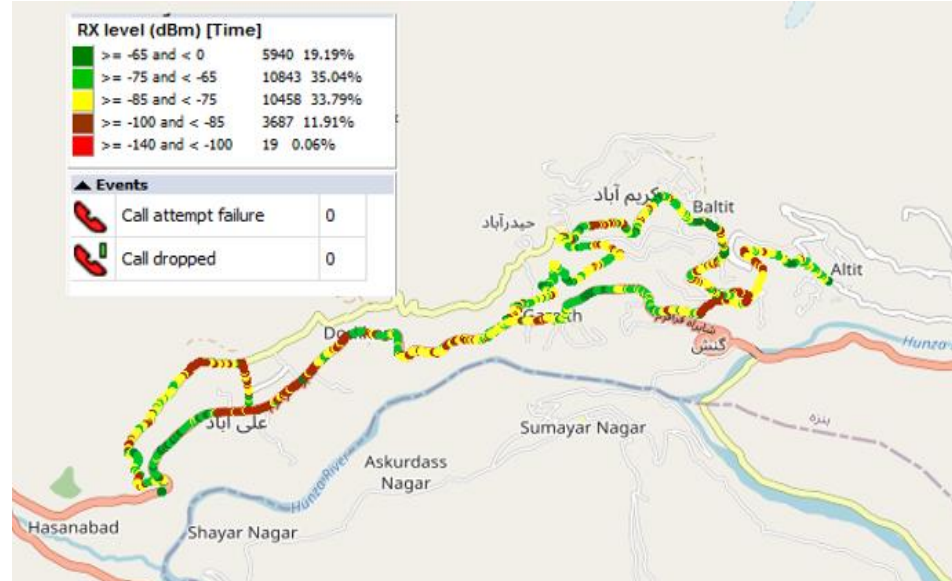 RX level (dBm) [Time]
>= -65 and < 0 5940 19.19%
>= -75 and < -65 10843 35.04%
>= -85 and < -75 10458 33.79%
>= -100 and < -85 3687 11.91%
>= -140 and < -100 19 0.06%
Events
Call attempt failure 0
Call dropped 0
کریم آباد
Baltit
حیدرآباد
Altit
شاہراہ قراقرم
گنش
Hunza
ہنزہ
علی آباد
Sumayar Nagar
Askurdass
Nagar
Hunza River
Hasanabad
Shayar Nagar